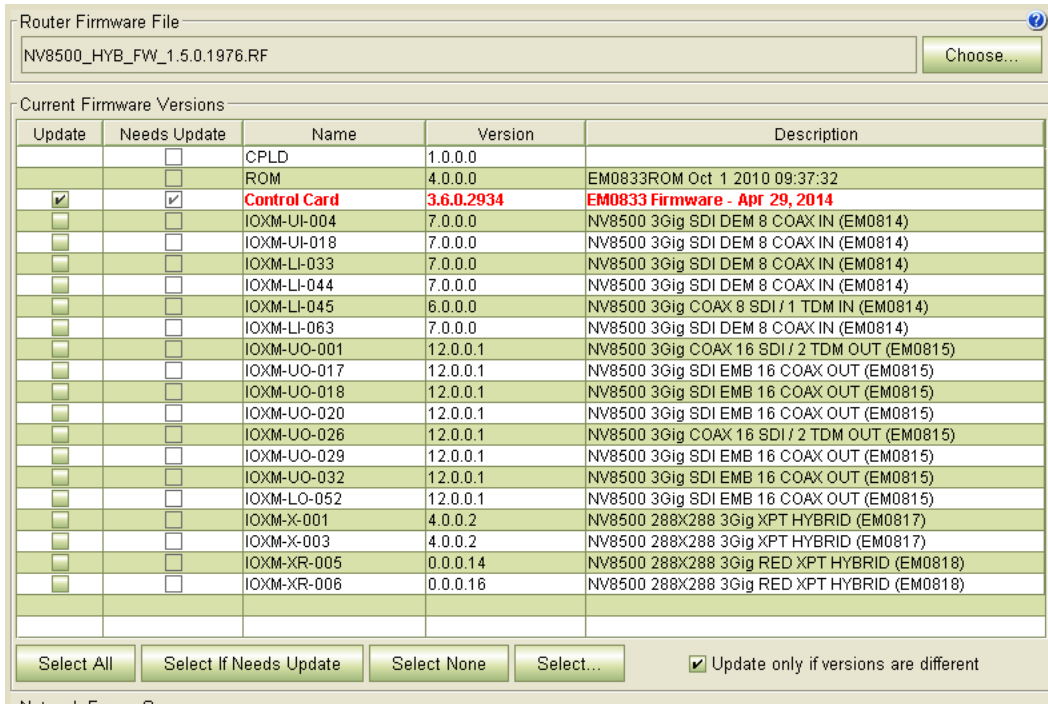 Router Firmware File
NV8500_HYB_FW_1.5.0.1976.RF Choose...
Current Firmware Versions
Update Needs Update Name Version Description
CPLD 1.0.0.0
ROM 4.0.0.0 EM0833ROM Oct 1 2010 09:37:32
Control Card 3.6.0.2934 EM0833 Firmware - Apr 29, 2014
IOXM-UI-004 7.0.0.0 NV8500 3Gig SDI DEM 8 COAX IN (EM0814)
IOXM-UI-018 7.0.0.0 NV8500 3Gig SDI DEM 8 COAX IN (EM0814)
IOXM-LI-033 7.0.0.0 NV8500 3Gig SDI DEM 8 COAX IN (EM0814)
IOXM-LI-044 7.0.0.0 NV8500 3Gig SDI DEM 8 COAX IN (EM0814)
IOXM-LI-045 6.0.0.0 NV8500 3Gig COAX 8 SDI / 1 TDM IN (EM0814)
IOXM-LI-063 7.0.0.0 NV8500 3Gig SDI DEM 8 COAX IN (EM0814)
IOXM-UO-001 12.0.0.1 NV8500 3Gig COAX 16 SDI / 2 TDM OUT (EM0815)
IOXM-UO-017 12.0.0.1 NV8500 3Gig SDI EMB 16 COAX OUT (EM0815)
IOXM-UO-018 12.0.0.1 NV8500 3Gig SDI EMB 16 COAX OUT (EM0815)
IOXM-UO-020 12.0.0.1 NV8500 3Gig SDI EMB 16 COAX OUT (EM0815)
IOXM-UO-026 12.0.0.1 NV8500 3Gig COAX 16 SDI / 2 TDM OUT (EM0815)
IOXM-UO-029 12.0.0.1 NV8500 3Gig SDI EMB 16 COAX OUT (EM0815)
IOXM-UO-032 12.0.0.1 NV8500 3Gig SDI EMB 16 COAX OUT (EM0815)
IOXM-LO-052 12.0.0.1 NV8500 3Gig SDI EMB 16 COAX OUT (EM0815)
IOXM-X-001 4.0.0.2 NV8500 288X288 3Gig XPT HYBRID (EM0817)
IOXM-X-003 4.0.0.2 NV8500 288X288 3Gig XPT HYBRID (EM0817)
IOXM-XR-005 0.0.0.14 NV8500 288X288 3Gig RED XPT HYBRID (EM0818)
IOXM-XR-006 0.0.0.16 NV8500 288X288 3Gig RED XPT HYBRID (EM0818)
Select All Select If Needs Update Select None Select... Update only if versions are different